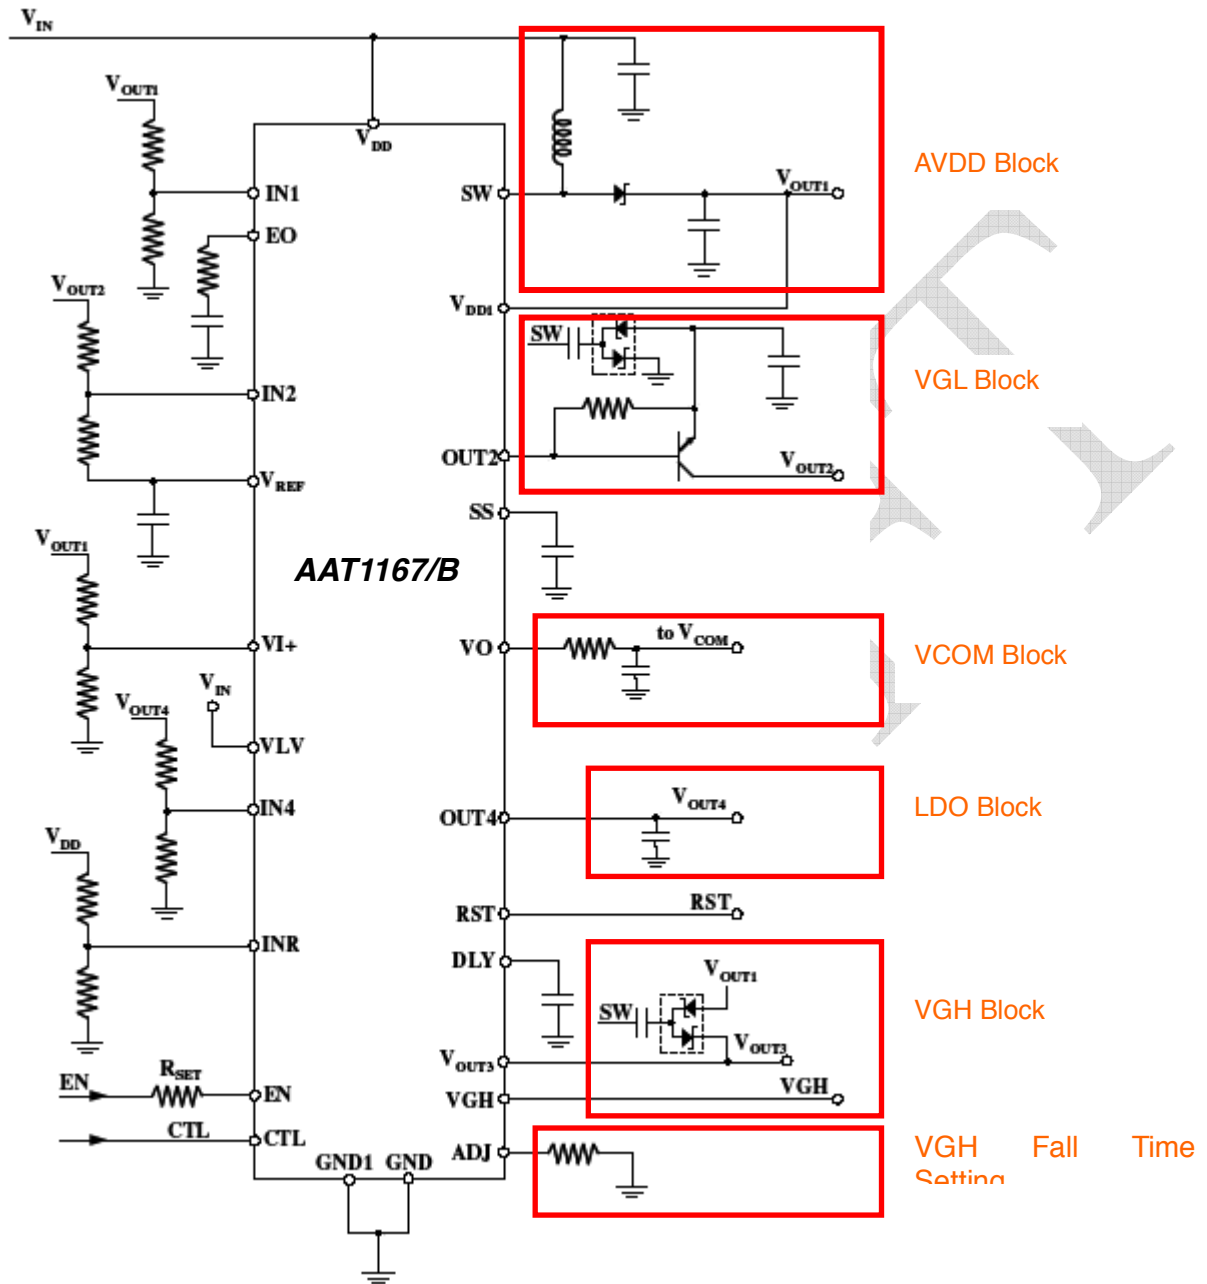 VIN
VOUT1
VDD
AVDD Block
IN1
SW
VOUT1
EO
VOUT2
VDD1
SW
IN2
VGL Block
OUT2
VOUT2
VREF
SS
VOUT1
AAT1167/B
VI+
VO
to VCOM
VCOM Block
VIN
VOUT4
VLV
IN4
OUT4
VOUT4
LDO Block
VDD
RST
RST
INR
DLY
VOUT1
SW
VGH Block
VOUT3
VOUT3
EN
RSET
EN
VGH
VGH
CTL
CTL
GND1
GND
ADJ
VGH Fall Time
Setting